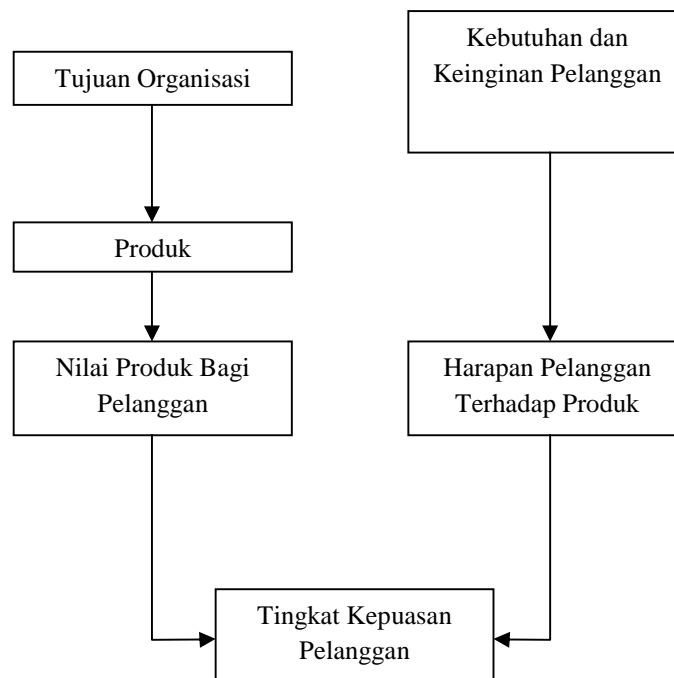 Tujuan Organisasi
Kebutuhan dan
Keinginan Pelanggan
Produk
Nilai Produk Bagi
Pelanggan
Harapan Pelanggan
Terhadap Produk
Tingkat Kepuasan
Pelanggan